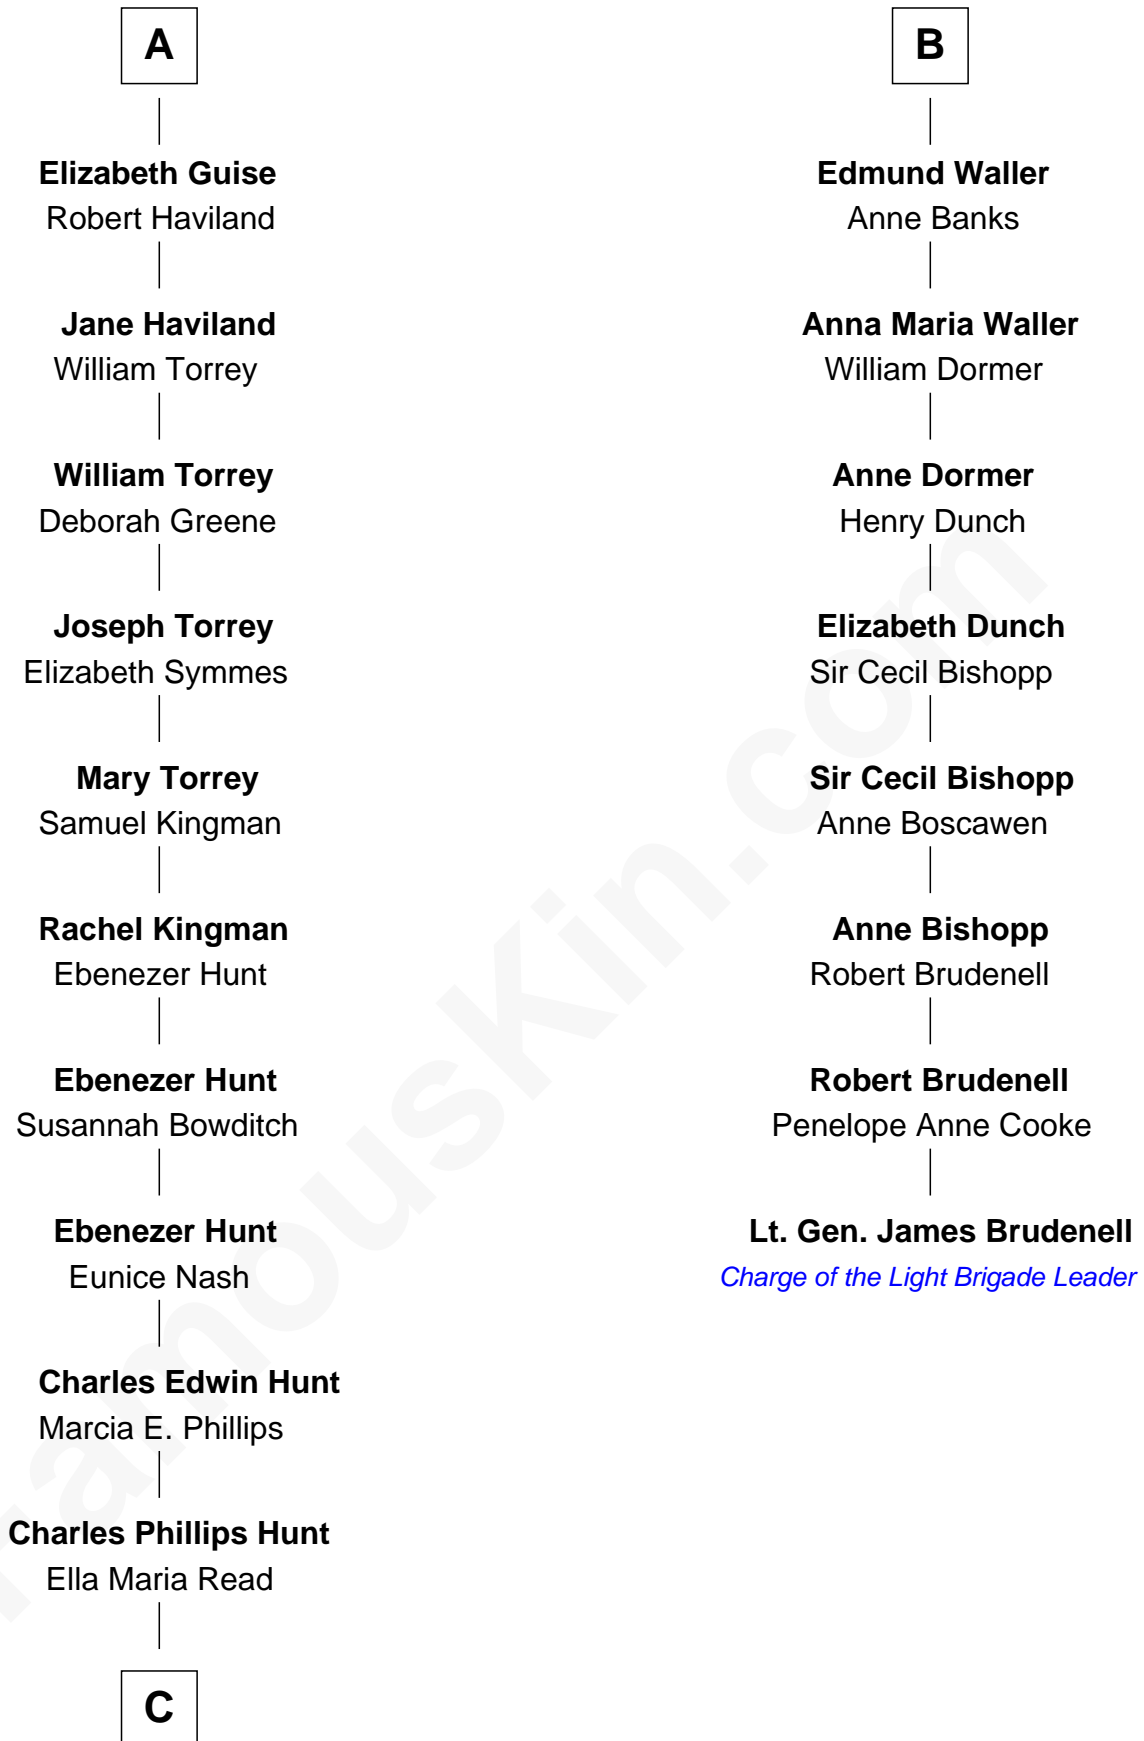 A
Elizabeth Guise
Robert Haviland
Jane Haviland
William Torrey
William Torrey
Deborah Greene
Joseph Torrey
Elizabeth Symmes
Mary Torrey
Samuel Kingman
Rachel Kingman
Ebenezer Hunt
Ebenezer Hunt
Susannah Bowditch
Ebenezer Hunt
Eunice Nash
Charles Edwin Hunt
Marcia E. Phillips
Charles Phillips Hunt
Ella Maria Read
C
B
Edmund Waller
Anne Banks
Anna Maria Waller
William Dormer
Anne Dormer
Henry Dunch
Elizabeth Dunch
Sir Cecil Bishopp
Sir Cecil Bishopp
Anne Boscawen
Anne Bishopp
Robert Brudenell
Robert Brudenell
Penelope Anne Cooke
Lt. Gen. James Brudenell
Charge of the Light Brigade Leader
famouskin.com